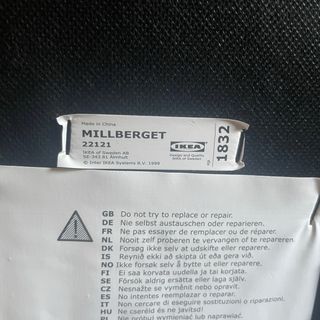 Made in China
MILLBERGET
22121
IKEA of Sweden AB
SE-343 81 Älmhult
© Inter IKEA Systems B.V. 1999
IKEA
Design and Quality
IKEA of Sweden
1832
GB Do not try to replace or repair.
DE Nicht selbst austauschen oder reparieren.
FR Ne pas essayer de remplacer ou de réparer.
NL Nooit zelf proberen te vervangen of te repareren
DK Forsøg ikke selv at udskifte eller reparere.
IS Reynið ekki að skipta út eða gera við.
NO Ikke forsøk å bytte ut eller reparere.
FI Ei korvata uudella ja tai korjata.
SE Försök aldrig ersätta eller laga själv.
CZ Nesnažte se vyměnit nebo opravit.
ES No intentes reemplazar o reparar.
IT Non cercare di eseguire sostituzioni o riparazioni.
HU Ne cseréld és ne javítsd!
PL Nie próbuj wymieniać lub naprawiać.